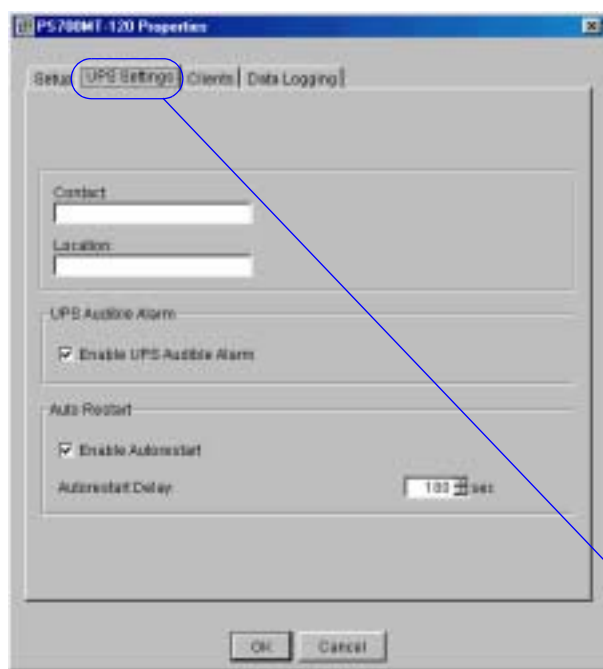 PS700MT-120 Properties
Setup UPS Settings Clients Data Logging
Contact
Location
UPS Audible Alarm
Enable UPS Audible Alarm
Auto Restart
Enable Autorestart
Autorestart Delay: sec
OK Cancel